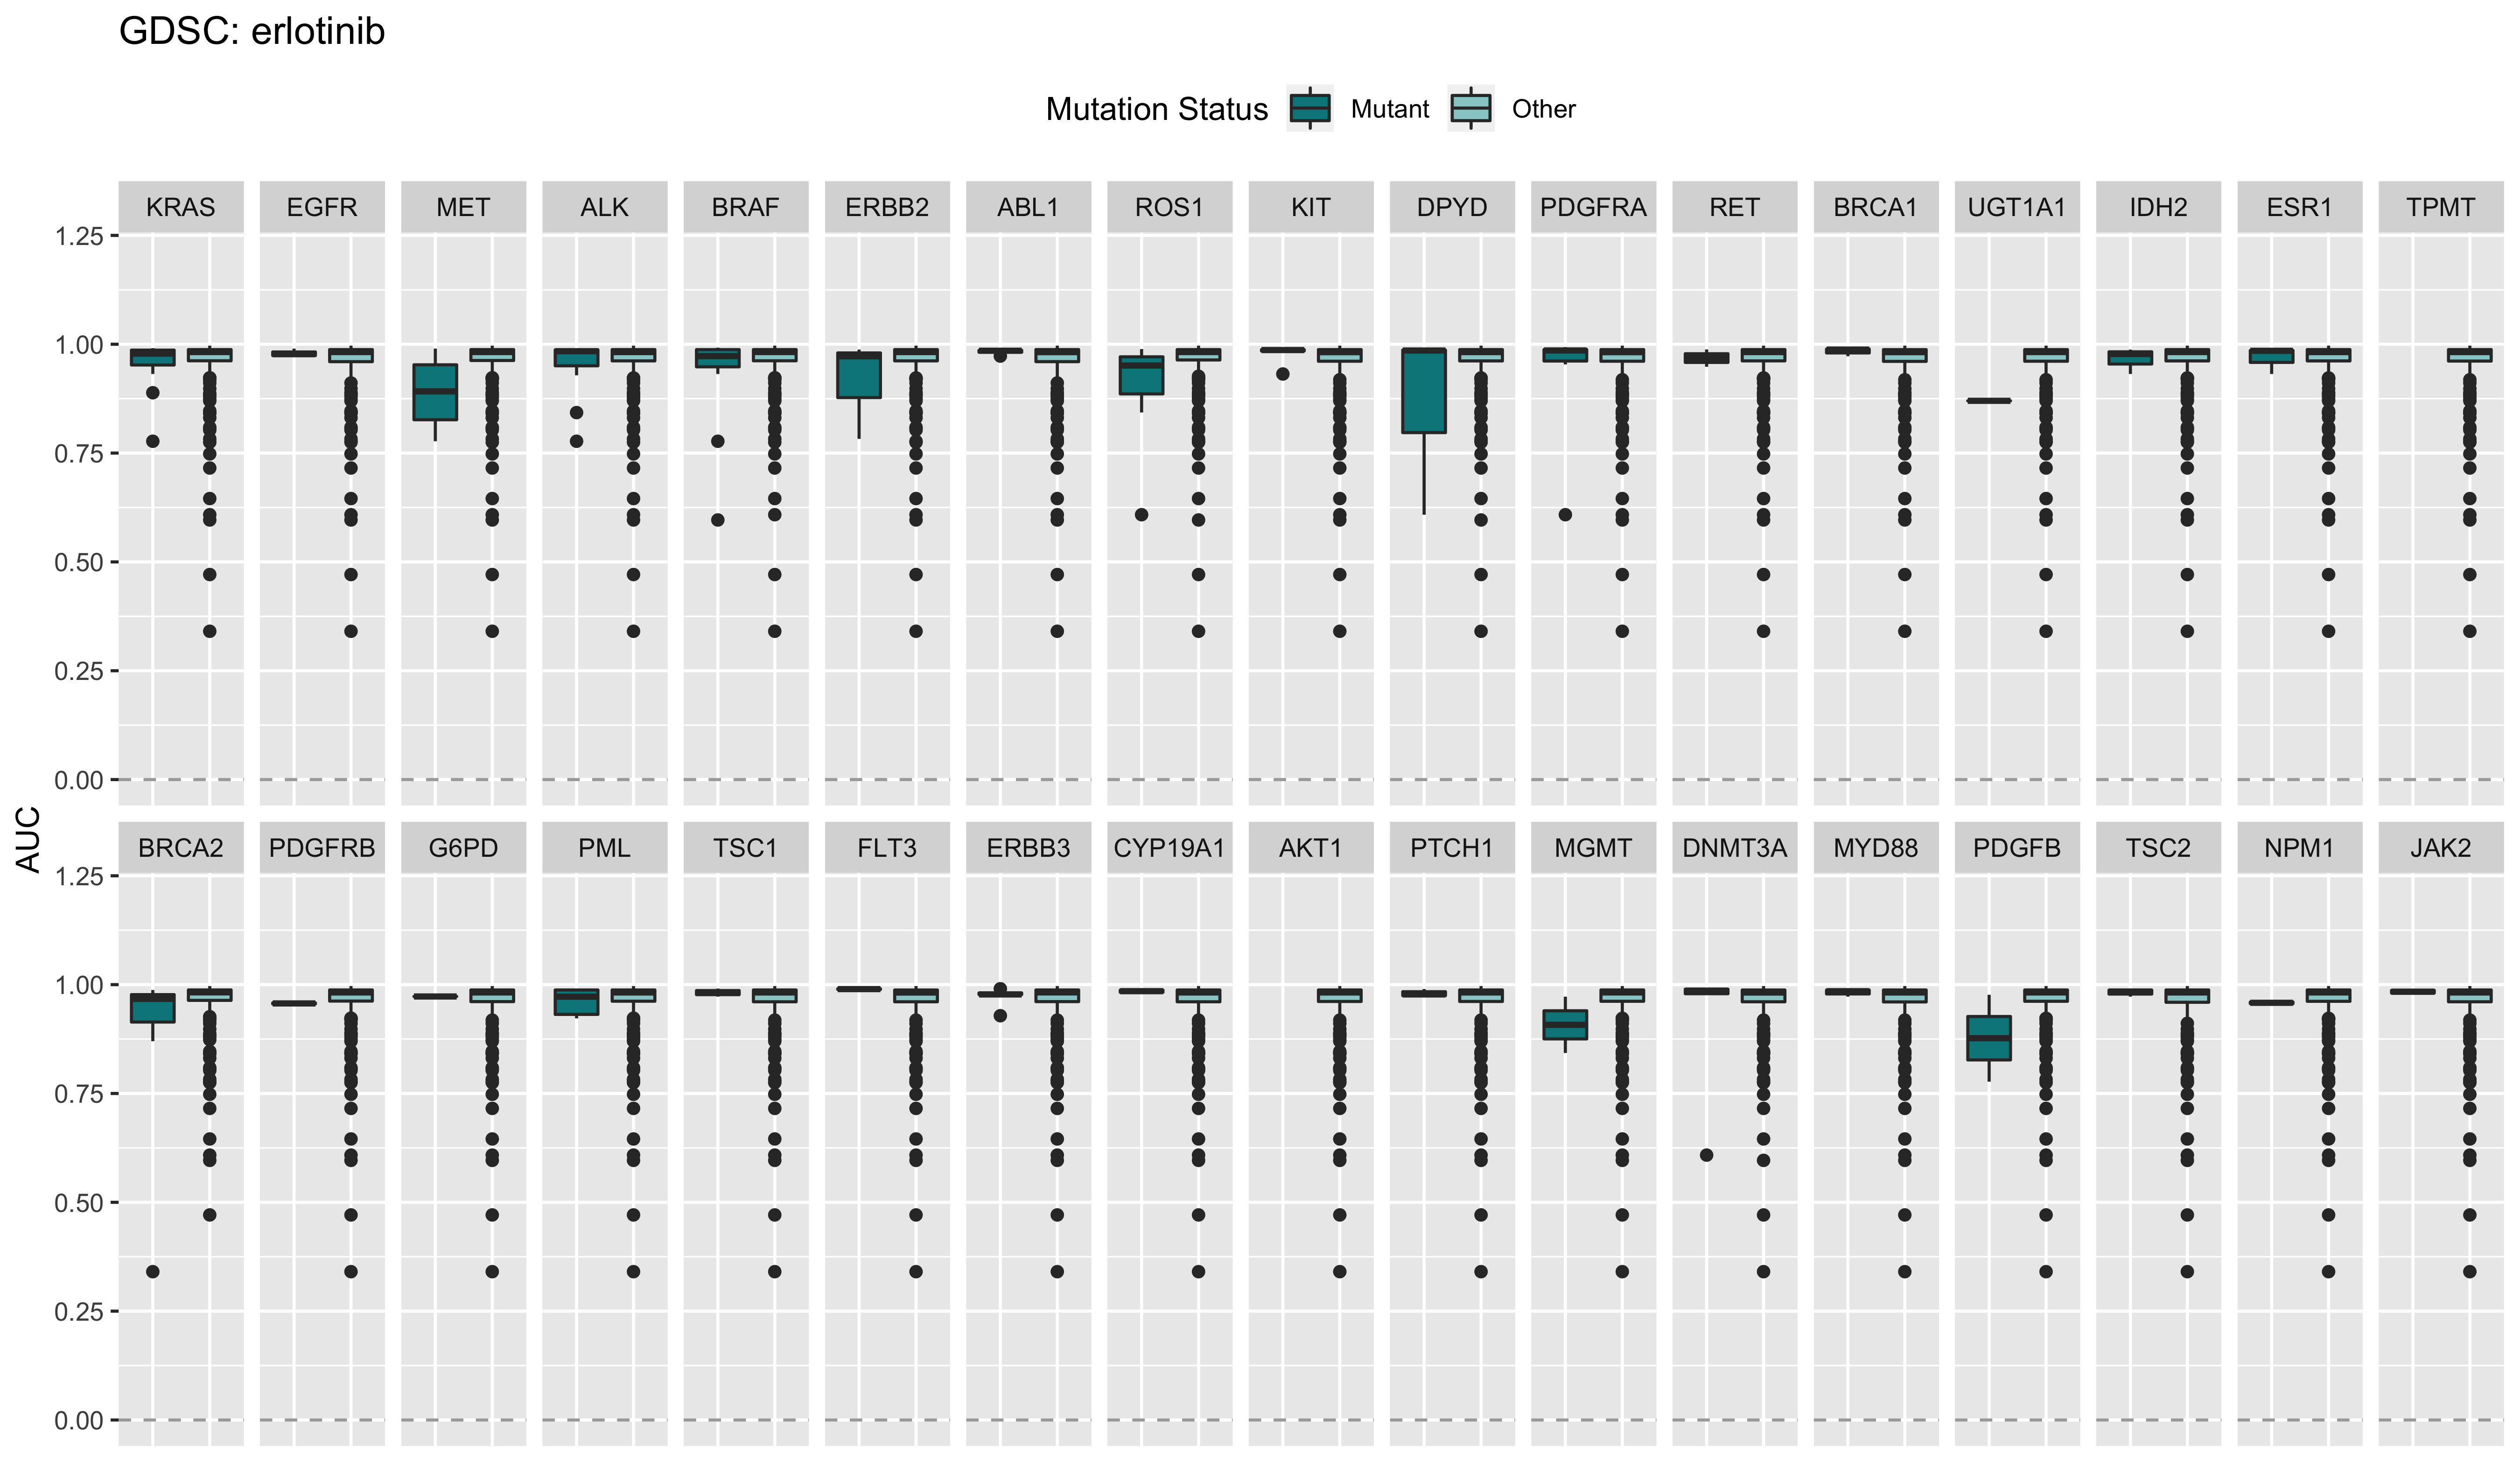 GDSC: erlotinib
Mutation Status Mutant Other
KRAS EGFR MET ALK BRAF ERBB2 ABL1 ROS1 KIT DPYD PDGFRA RET BRCA1 UGT1A1 IDH2 ESR1 TPMT
1.25
1.00
0.75
0.50
0.25
0.00
AUC
BRCA2 PDGFRB G6PD PML TSC1 FLT3 ERBB3 CYP19A1 AKT1 PTCH1 MGMT DNMT3A MYD88 PDGFB TSC2 NPM1 JAK2
1.25
1.00
0.75
0.50
0.25
0.00